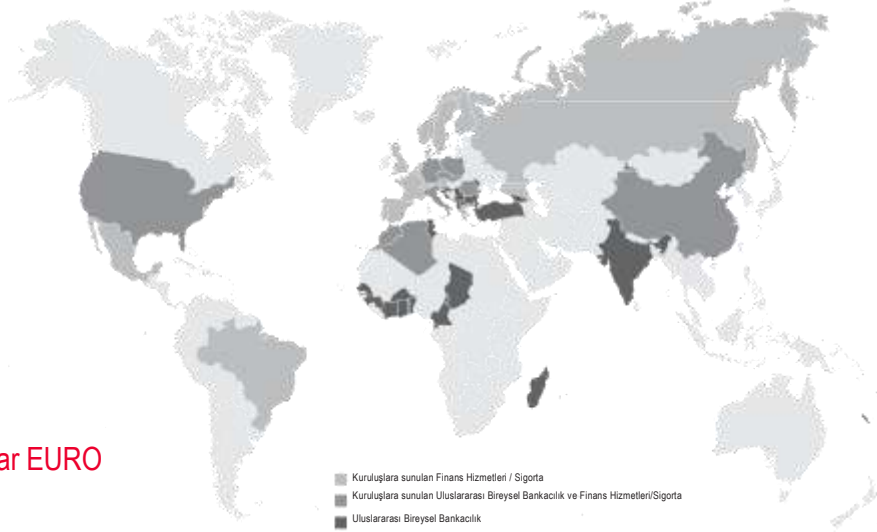 ar EURO
Kuruluşlara sunulan Finans Hizmetleri / Sigorta
Kuruluşlara sunulan Uluslararası Bireysel Bankacılık ve Finans Hizmetleri/Sigorta
Uluslararası Bireysel Bankacılık